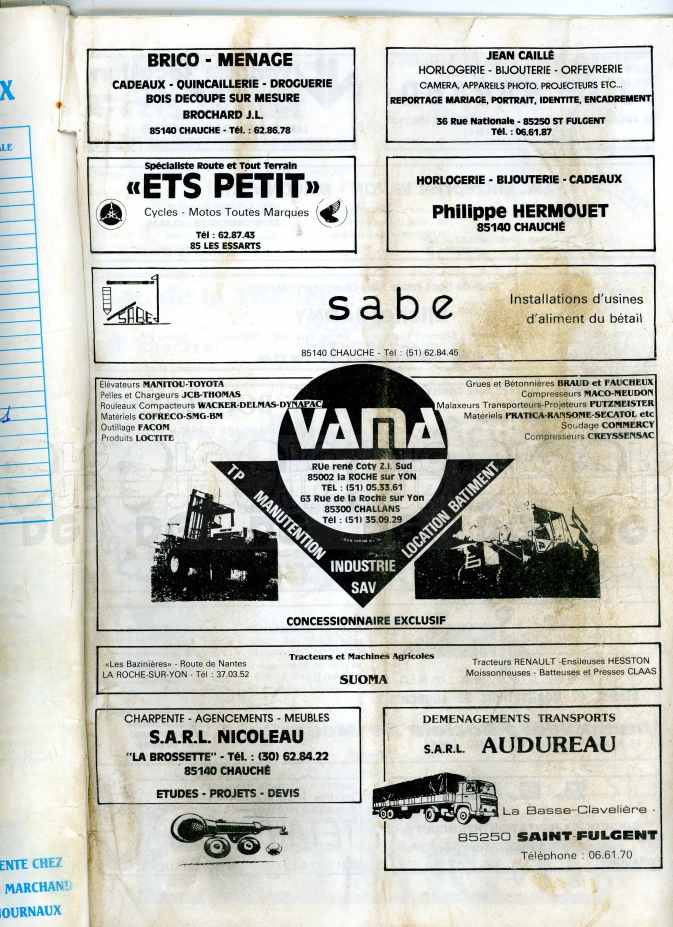 BRICO - MENAGE
CADEAUX - QUINCAILLERIE - DROGUERIE
BOIS DECOUPE SUR MESURE
BROCHARD J.L.
85140 CHAUCHE - Tél. : 62.86.78
JEAN CAILLÉ
HORLOGERIE - BIJOUTERIE - ORFEVRERIE
CAMERA, APPAREILS PHOTO. PROJECTEURS ETC...
REPORTAGE MARIAGE, PORTRAIT, IDENTITE, ENCADREMENT
36 Rue Nationale - 85250 ST FULGENT
Tél. : 06.61.87
Spécialiste Route et Tout Terrain
«ETS PETIT»
Cycles - Motos Toutes Marques
Tél : 62.87.43
85 LES ESSARTS
HORLOGERIE - BIJOUTERIE - CADEAUX
Philippe HERMOUET
85140 CHAUCHÉ
SABE
sabe
Installations d'usines
d'aliment du bétail
85140 CHAUCHE - Tél : (51) 62.84.45
Elévateurs MANITOU-TOYOTA
Pelles et Chargeurs JCB-THOMAS
Rouleaux Compacteurs WACKER-DELMAS-DYNAPAC
Matériels COFRECO-SMG-BM
Outillage FACOM
Produits LOCTITE
Grues et Bétonnières BRAUD et FAUCHEUX
Compresseurs MACO-MEUDON
Malaxeurs Transporteurs-Projeteurs PUTZMEISTER
Matériels PRATICA-RANSOME-SECATOL etc
Soudage COMMERCY
Compresseurs CREYSSENSAC
VAMA
RUe rené Coty Z.I. Sud
85002 la ROCHE sur YON
TEL : (51) 05.33.61
63 Rue de la Roche sur Yon
85300 CHALLANS
Tél : (51) 35.09.29
TP MANUTENTION
LOCATION BATIMENT
INDUSTRIE
SAV
CONCESSIONNAIRE EXCLUSIF
«Les Bazinières» - Route de Nantes
LA ROCHE-SUR-YON - Tél : 37.03.52
Tracteurs et Machines Agricoles
SUOMA
Tracteurs RENAULT -Ensileuses HESSTON
Moissonneuses - Batteuses et Presses CLAAS
CHARPENTE - AGENCEMENTS - MEUBLES
S.A.R.L. NICOLEAU
"LA BROSSETTE" - Tél. : (30) 62.84.22
85140 CHAUCHÉ
ETUDES - PROJETS - DEVIS
DEMENAGEMENTS TRANSPORTS
S.A.R.L. AUDUREAU
La Basse-Clavelière -
85250 SAINT-FULGENT
Téléphone : 06.61.70
X
ALE
ENTE CHEZ
MARCHAND
JOURNAUX